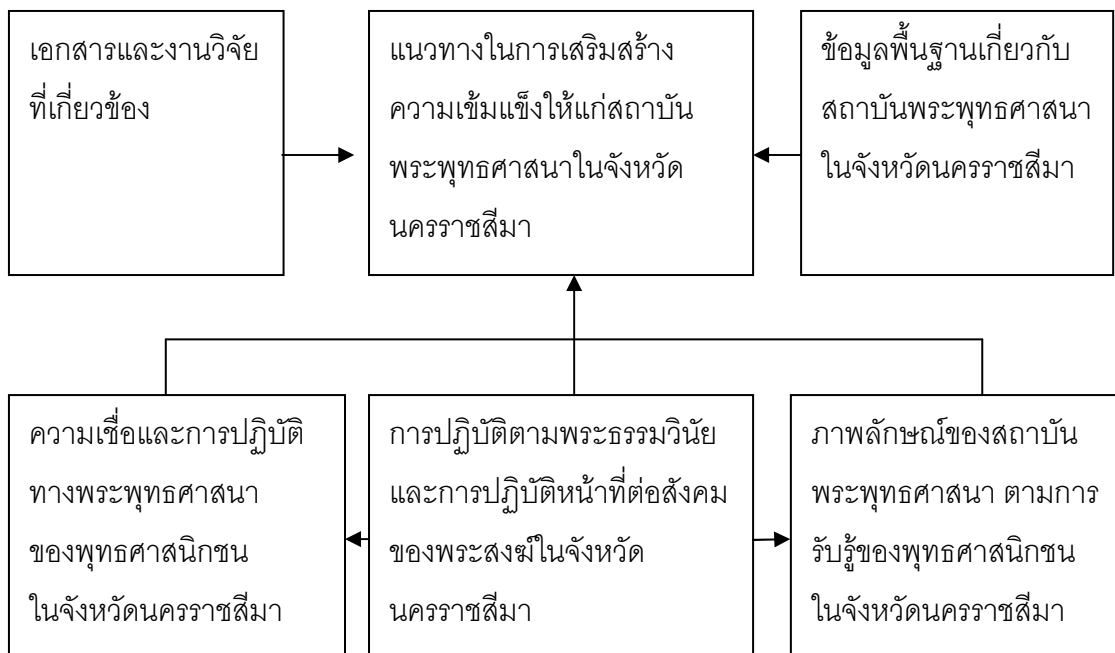 เอกสารและงานวิจัย
ที่เกี่ยวข้อง
แนวทางในการเสริมสร้าง
ความเข้มแข็งให้แก่สถาบัน
พระพุทธศาสนาในจังหวัด
นครราชสีมา
ข้อมูลพื้นฐานเกี่ยวกับ
สถาบันพระพุทธศาสนา
ในจังหวัดนครราชสีมา
ความเชื่อและการปฏิบัติ
ทางพระพุทธศาสนา
ของพุทธศาสนิกชน
ในจังหวัดนครราชสีมา
การปฏิบัติตามพระธรรมวินัย
และการปฏิบัติหน้าที่ต่อสังคม
ของพระสงฆ์ในจังหวัด
นครราชสีมา
ภาพลักษณ์ของสถาบัน
พระพุทธศาสนา ตามการ
รับรู้ของพุทธศาสนิกชน
ในจังหวัดนครราชสีมา